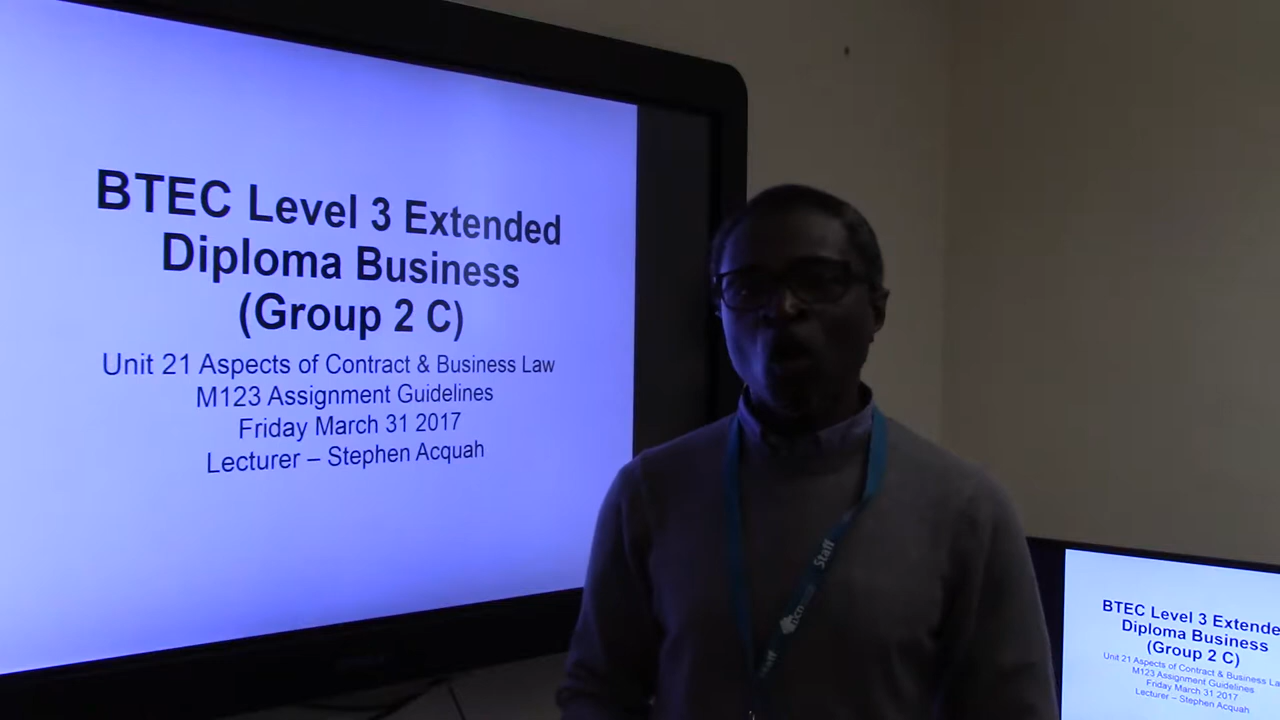 BTEC Level 3 Extended
Diploma Business
(Group 2 C)
Unit 21 Aspects of Contract & Business Law
M123 Assignment Guidelines
Friday March 31 2017
Lecturer – Stephen Acquah
Staff
Staff
BTEC Level 3 Extende
Diploma Business
(Group 2 C)
Unit 21 Aspects of Contract & Business La
M123 Assignment Guidelines
Friday March 31 2017
Lecturer – Stephen Acquah